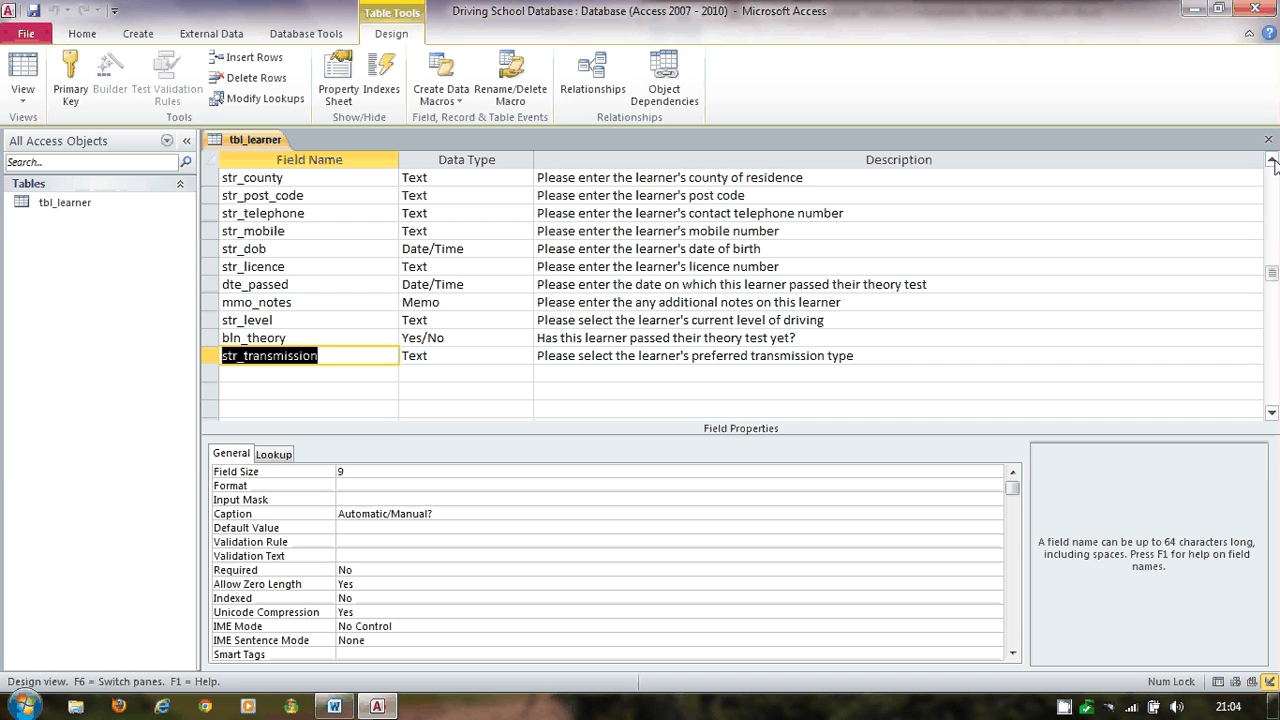 Table Tools
Driving School Database : Database (Access 2007 - 2010) - Microsoft Access
File Home Create External Data Database Tools Design
View
Views
Primary Key
Builder
Test Validation Rules
Insert Rows
Delete Rows
Modify Lookups
Tools
Property Sheet
Indexes
Show/Hide
Create Data Macros
Rename/Delete Macro
Field, Record & Table Events
Relationships
Object Dependencies
Relationships
All Access Objects
Search...
Tables
tbl_learner
tbl_learner
Field Name Data Type Description
str_county Text Please enter the learner's county of residence
str_post_code Text Please enter the learner's post code
str_telephone Text Please enter the learner's contact telephone number
str_mobile Text Please enter the learner's mobile number
str_dob Date/Time Please enter the learner's date of birth
str_licence Text Please enter the learner's licence number
dte_passed Date/Time Please enter the date on which this learner passed their theory test
mmo_notes Memo Please enter the any additional notes on this learner
str_level Text Please select the learner's current level of driving
bln_theory Yes/No Has this learner passed their theory test yet?
str_transmission Text Please select the learner's preferred transmission type
Field Properties
General Lookup
Field Size 9
Format
Input Mask
Caption Automatic/Manual?
Default Value
Validation Rule
Validation Text
Required No
Allow Zero Length Yes
Indexed No
Unicode Compression Yes
IME Mode No Control
IME Sentence Mode None
Smart Tags
A field name can be up to 64 characters long,
including spaces. Press F1 for help on field
names.
Design view. F6 = Switch panes. F1 = Help.
Num Lock
21:04